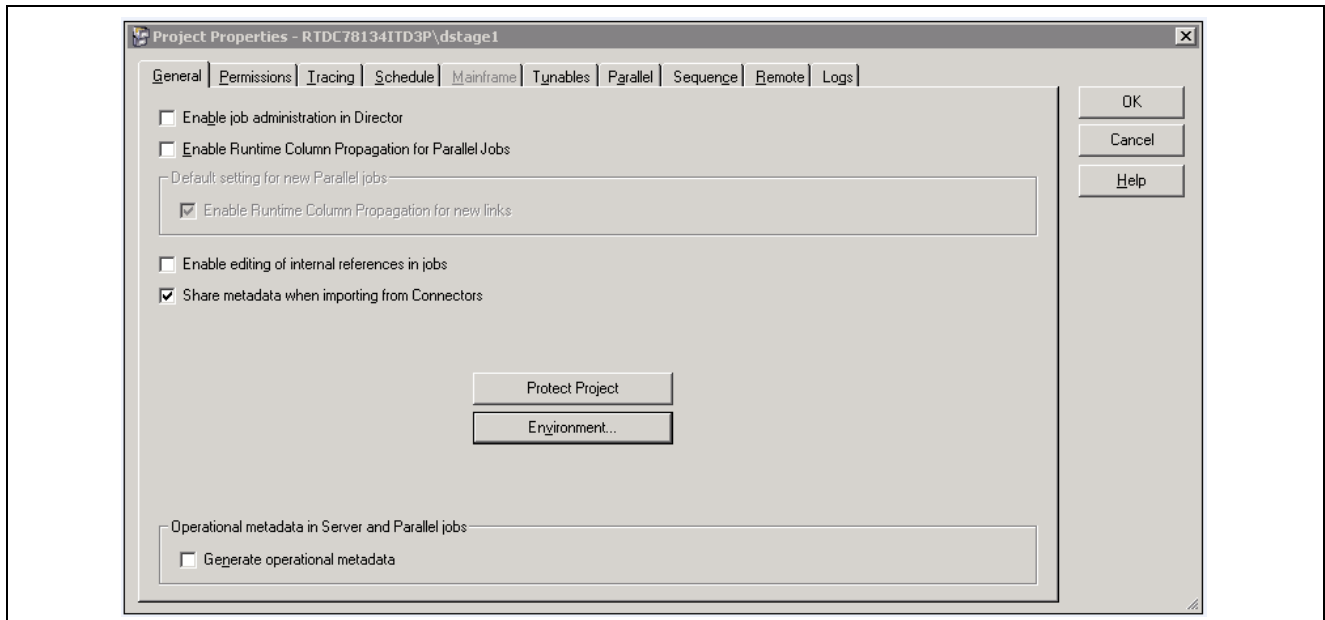 Project Properties - RTDC78134ITD3P\dstage1
General Permissions Tracing Schedule Mainframe Tunables Parallel Sequence Remote Logs
OK
Cancel
Help
Enable job administration in Director
Enable Runtime Column Propagation for Parallel Jobs
Default setting for new Parallel jobs
Enable Runtime Column Propagation for new links
Enable editing of internal references in jobs
Share metadata when importing from Connectors
Protect Project
Environment...
Operational metadata in Server and Parallel jobs
Generate operational metadata